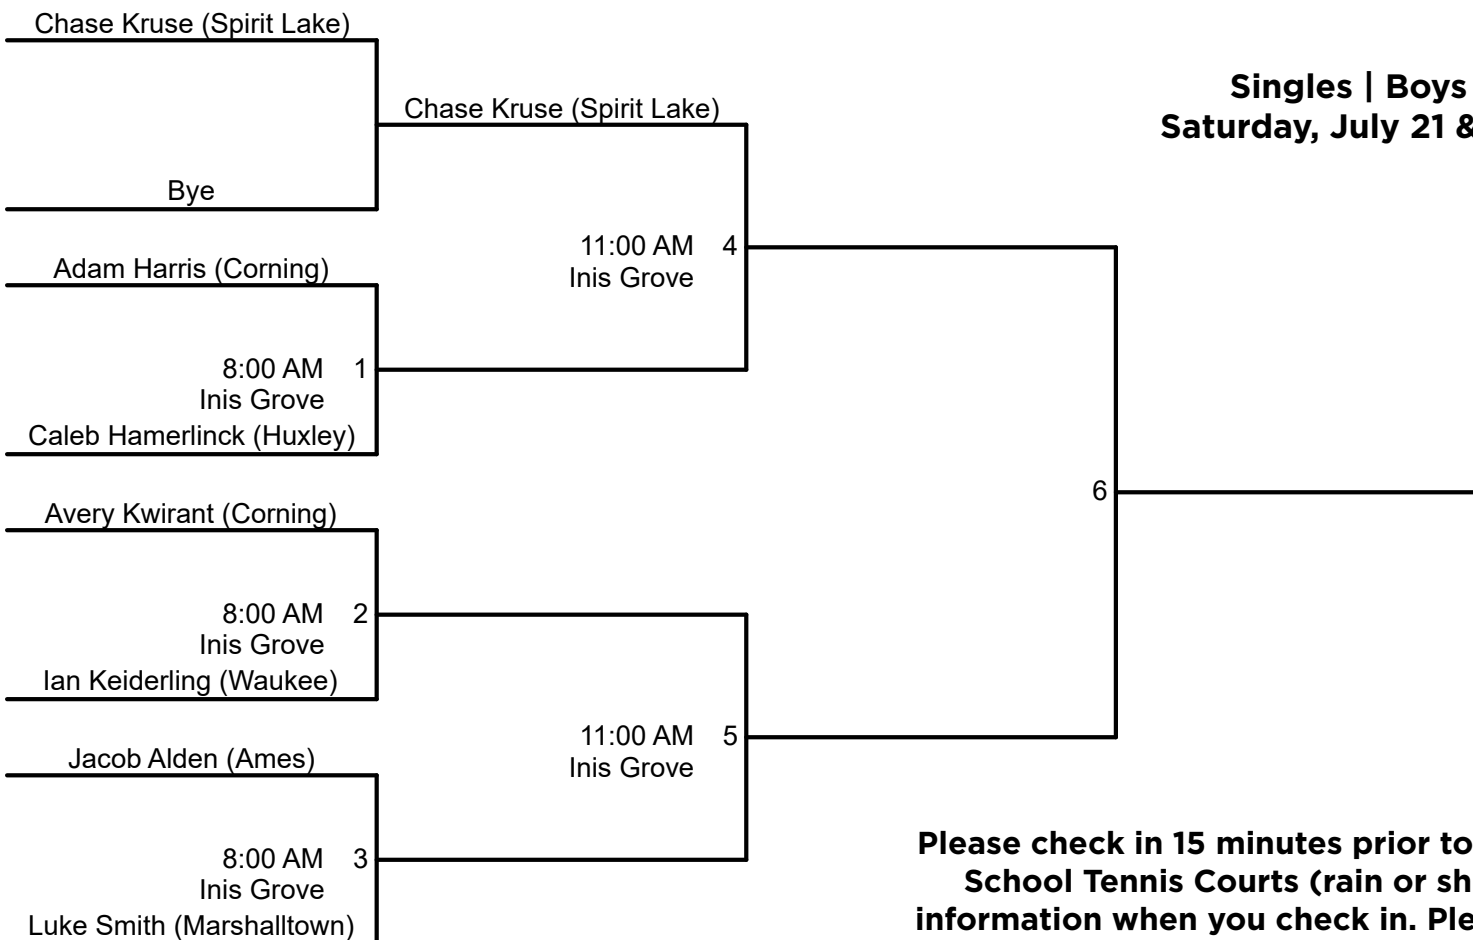 Chase Kruse (Spirit Lake)
Singles | Boys
Saturday, July 21 &
Chase Kruse (Spirit Lake)
Bye
11:00 AM 4
Inis Grove
Adam Harris (Corning)
8:00 AM 1
Inis Grove
Caleb Hamerlinck (Huxley)
6
Avery Kwirant (Corning)
8:00 AM 2
Inis Grove
Ian Keiderling (Waukee)
11:00 AM 5
Inis Grove
Jacob Alden (Ames)
8:00 AM 3
Inis Grove
Luke Smith (Marshalltown)
Please check in 15 minutes prior to
School Tennis Courts (rain or sh
information when you check in. Ple